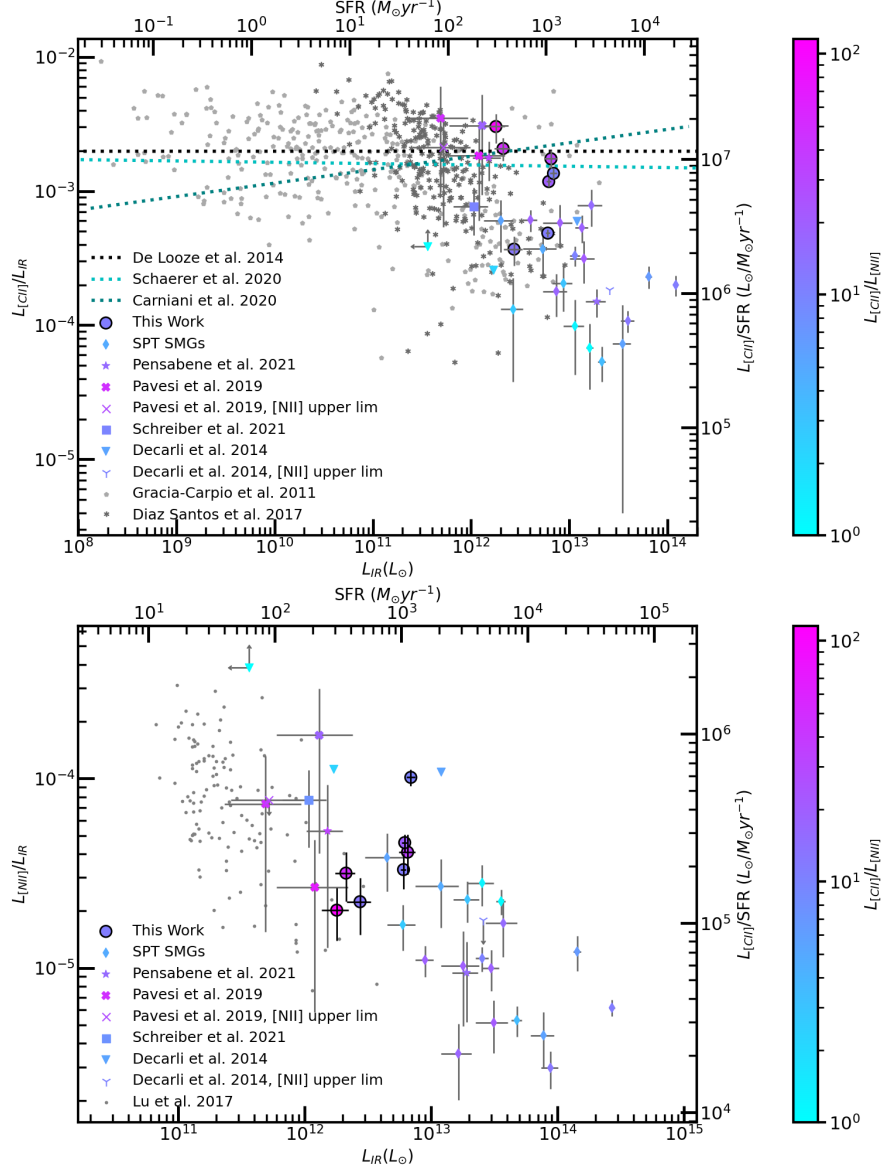 SFR (M⊙yr⁻¹)
10⁻¹ 10⁰ 10¹ 10² 10³ 10⁴
10⁻² 10⁻³ 10⁻⁴ 10⁻⁵
L[CII]/LIR
De Looze et al. 2014
Schaerer et al. 2020
Carniani et al. 2020
This Work
SPT SMGs
Pensabene et al. 2021
Pavesi et al. 2019
Pavesi et al. 2019, [NII] upper lim
Schreiber et al. 2021
Decarli et al. 2014
Decarli et al. 2014, [NII] upper lim
Gracia-Carpio et al. 2011
Diaz Santos et al. 2017
10⁷ 10⁶ 10⁵
L[CII]/SFR (L⊙/M⊙yr⁻¹)
10⁸ 10⁹ 10¹⁰ 10¹¹ 10¹² 10¹³ 10¹⁴
LIR(L⊙)
10² 10¹ 10⁰
L[CII]/L[NII]
SFR (M⊙yr⁻¹)
10¹ 10² 10³ 10⁴ 10⁵
10⁻⁴ 10⁻⁵
L[NII]/LIR
This Work
SPT SMGs
Pensabene et al. 2021
Pavesi et al. 2019
Pavesi et al. 2019, [NII] upper lim
Schreiber et al. 2021
Decarli et al. 2014
Decarli et al. 2014, [NII] upper lim
Lu et al. 2017
10⁶ 10⁵ 10⁴
L[CII]/SFR (L⊙/M⊙yr⁻¹)
10¹¹ 10¹² 10¹³ 10¹⁴ 10¹⁵
LIR(L⊙)
10² 10¹ 10⁰
L[CII]/L[NII]